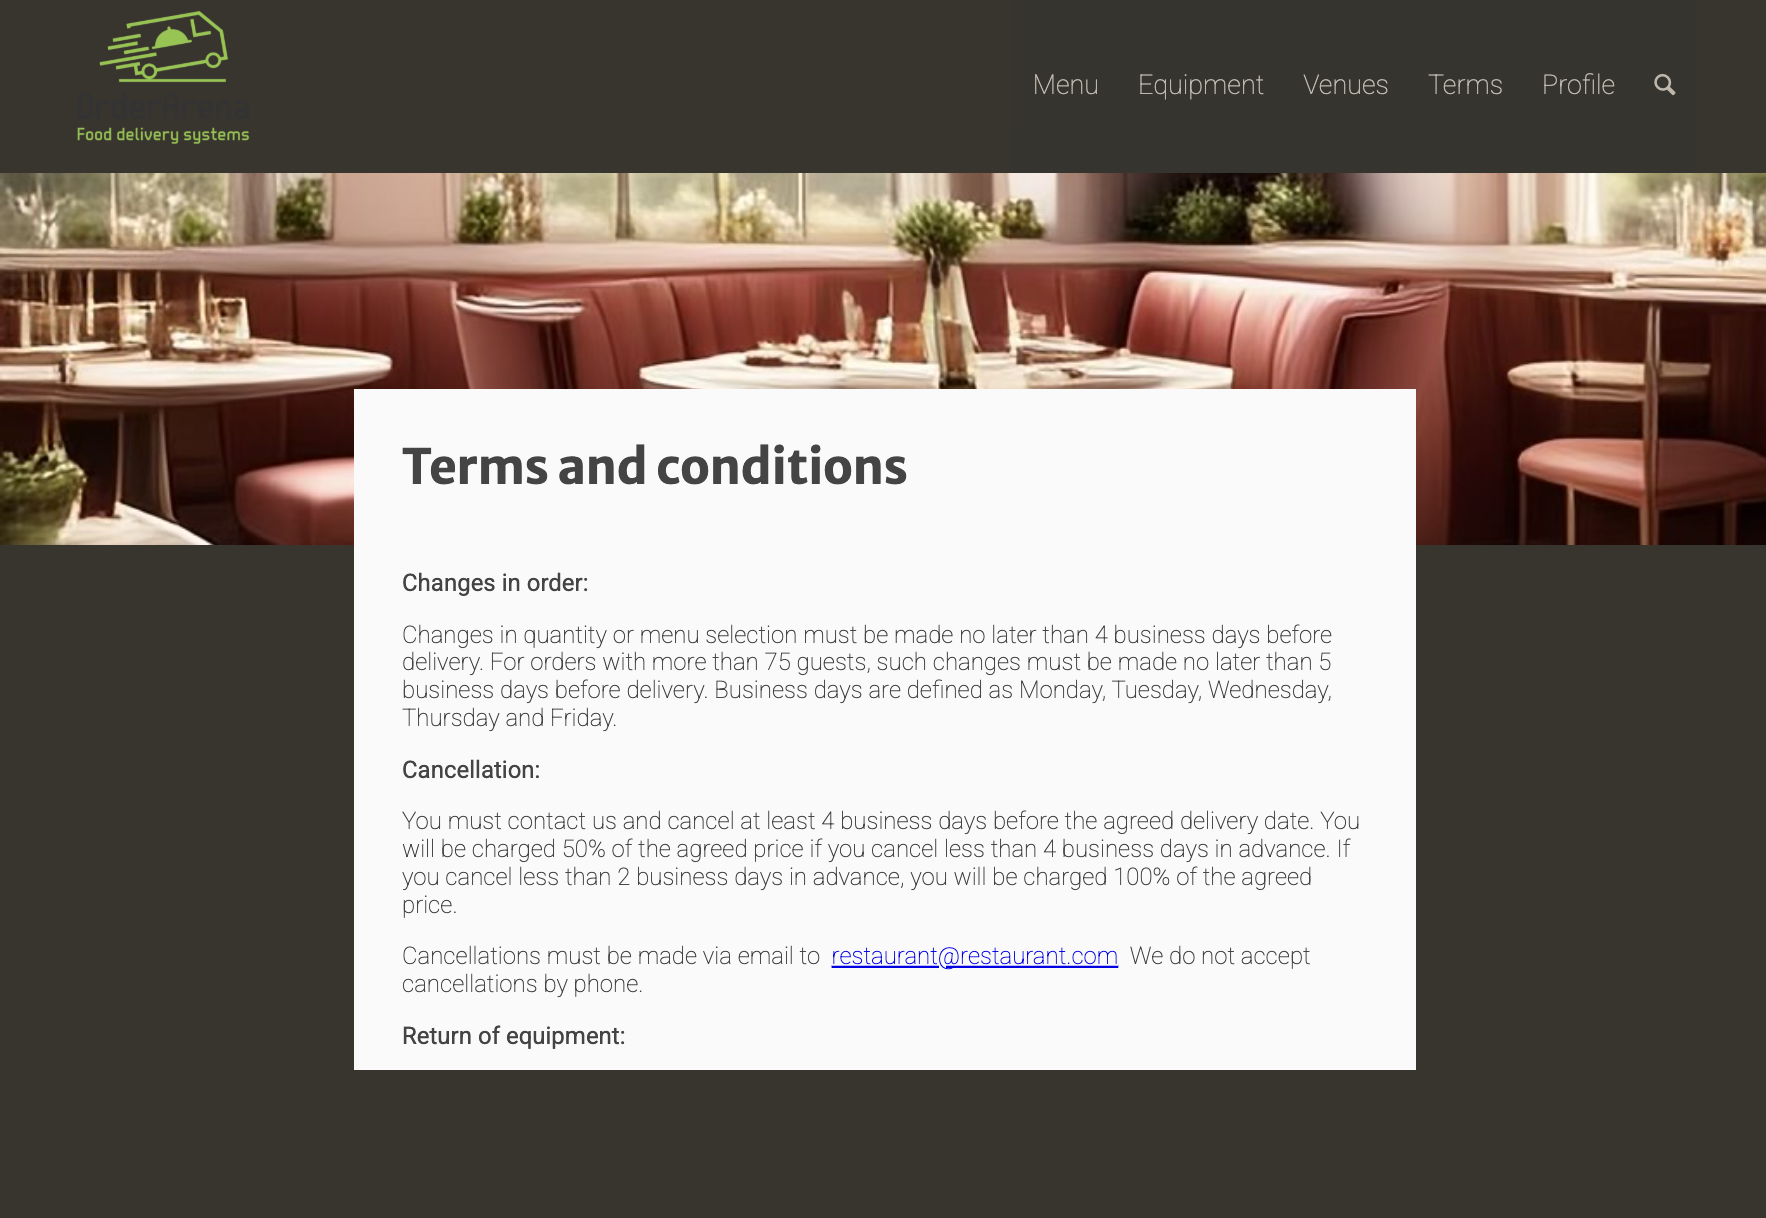 OrderArena
Food delivery systems
Menu
Equipment
Venues
Terms
Profile
Terms and conditions
Changes in order:
Changes in quantity or menu selection must be made no later than 4 business days before
delivery. For orders with more than 75 guests, such changes must be made no later than 5
business days before delivery. Business days are defined as Monday, Tuesday, Wednesday,
Thursday and Friday.
Cancellation:
You must contact us and cancel at least 4 business days before the agreed delivery date. You
will be charged 50% of the agreed price if you cancel less than 4 business days in advance. If
you cancel less than 2 business days in advance, you will be charged 100% of the agreed
price.
Cancellations must be made via email to restaurant@restaurant.com We do not accept
cancellations by phone.
Return of equipment: